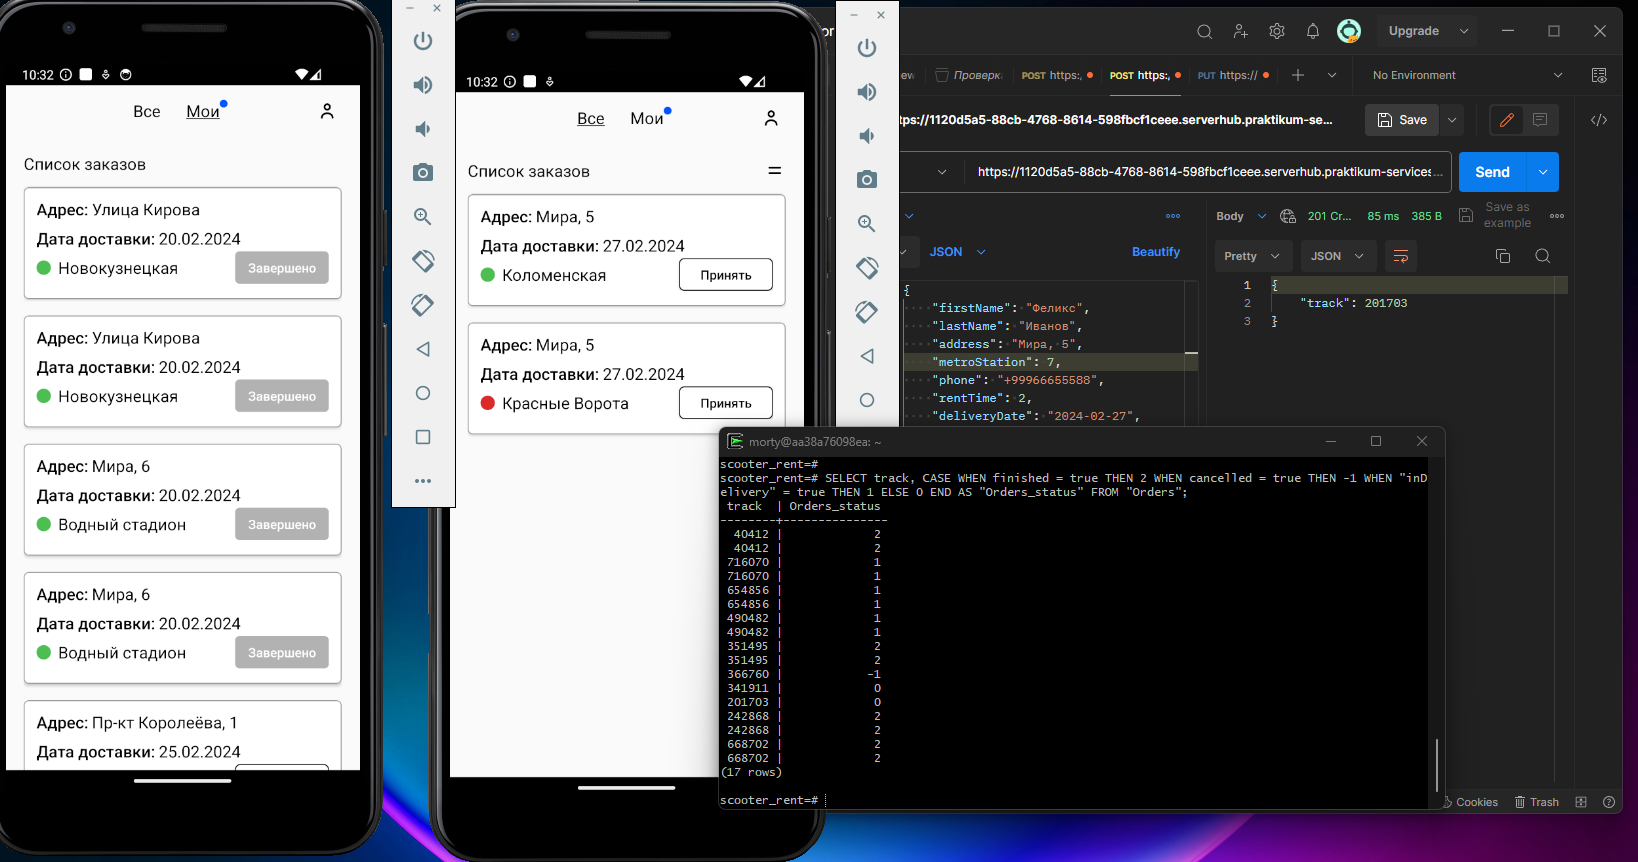 10:32
Все Мои
Список заказов
Адрес: Улица Кирова
Дата доставки: 20.02.2024
Новокузнецкая Завершено
Адрес: Улица Кирова
Дата доставки: 20.02.2024
Новокузнецкая Завершено
Адрес: Мира, 6
Дата доставки: 20.02.2024
Водный стадион Завершено
Адрес: Мира, 6
Дата доставки: 20.02.2024
Водный стадион Завершено
Адрес: Пр-кт Королеёва, 1
Дата доставки: 25.02.2024
10:32
Все Мои
Список заказов
Адрес: Мира, 5
Дата доставки: 27.02.2024
Коломенская Принять
Адрес: Мира, 5
Дата доставки: 27.02.2024
Красные Ворота Принять
or
Upgrade
ew Проверк POST https:, POST https:, PUT https:// No Environment
tps://1120d5a5-88cb-4768-8614-598fbcf1ceee.serverhub.praktikum-se... Save
https://1120d5a5-88cb-4768-8614-598fbcf1ceee.serverhub.praktikum-services... Send
Body 201 Cr... 85 ms 385 B Save as example
JSON Beautify
Pretty JSON
{
"firstName": "Феликс",
"lastName": "Иванов",
"address": "Мира, 5",
"metroStation": 7,
"phone": "+99966655588",
"rentTime": 2,
"deliveryDate": "2024-02-27",
1 {
2 "track": 201703
3 }
morty@aa38a76098ea: ~
scooter_rent=#
scooter_rent=# SELECT track, CASE WHEN finished = true THEN 2 WHEN cancelled = true THEN -1 WHEN "inD
elivery" = true THEN 1 ELSE 0 END AS "Orders_status" FROM "Orders";
track | Orders_status
--------+---------------
40412 | 2
40412 | 2
716070 | 1
716070 | 1
654856 | 1
654856 | 1
490482 | 1
490482 | 1
351495 | 2
351495 | 2
366760 | -1
341911 | 0
201703 | 0
242868 | 2
242868 | 2
668702 | 2
668702 | 2
(17 rows)
scooter_rent=#
Cookies Trash